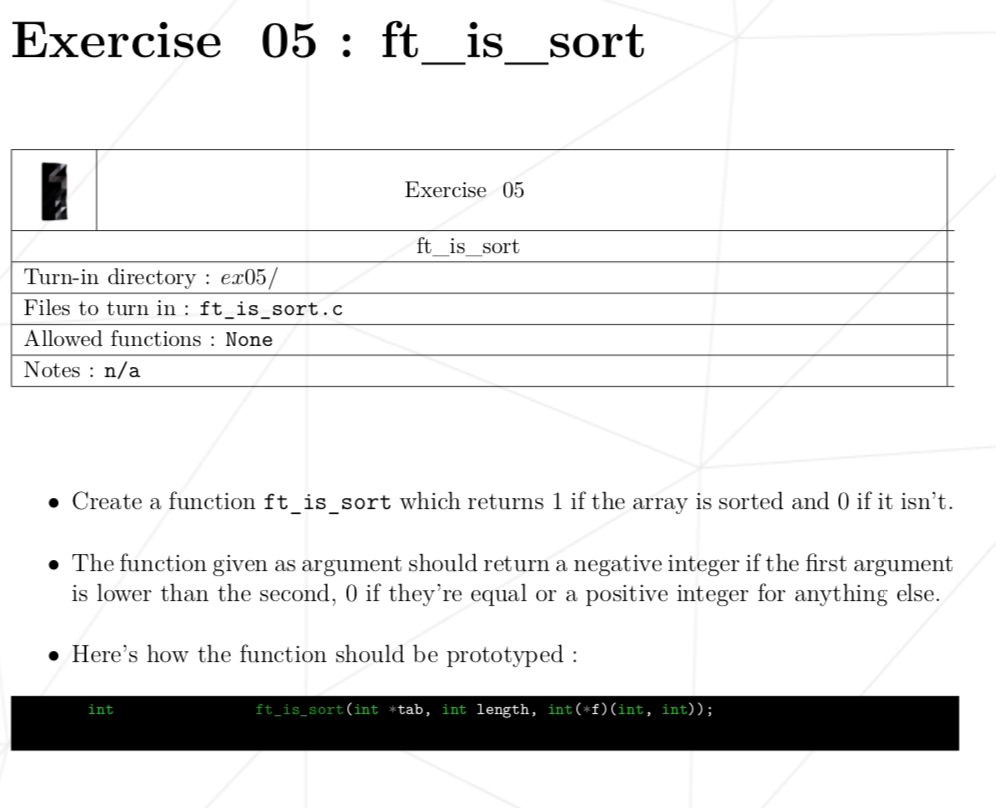 Exercise 05 : ft_is_sort
Exercise 05
ft_is_sort
Turn-in directory : ex05/
Files to turn in : ft_is_sort.c
Allowed functions : None
Notes : n/a
• Create a function ft_is_sort which returns 1 if the array is sorted and 0 if it isn't.
• The function given as argument should return a negative integer if the first argument
is lower than the second, 0 if they're equal or a positive integer for anything else.
• Here's how the function should be prototyped :
int ft_is_sort(int *tab, int length, int(*f)(int, int));